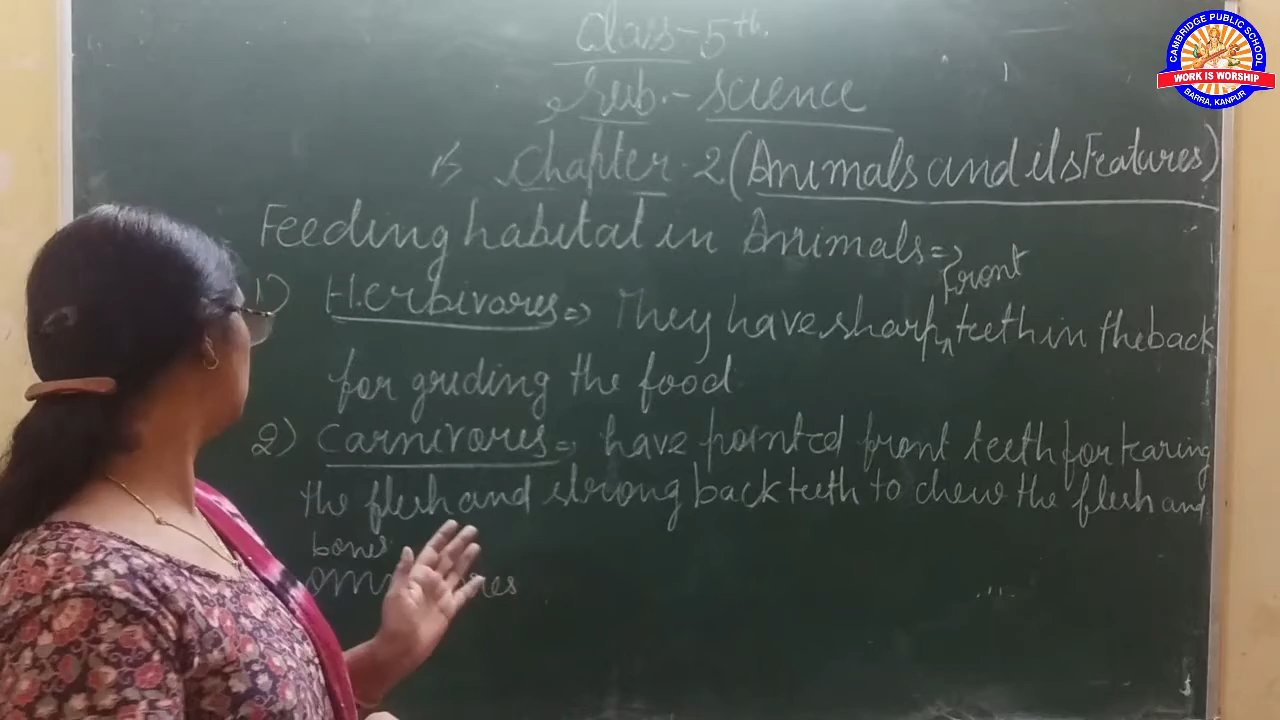 Class-5th.
Sub.- Science
Chapter-2 (Animals and its Features)
Feeding habital in Animals=>
front
1) Herbivores=> They have sharp teeth in the back
for griding the food
2) Carnivores=> have pointed front teeth for tearing
the flesh and strong back teeth to chew the flesh and
bones
CAMBRIDGE PUBLIC SCHOOL
WORK IS WORSHIP
BARRA, KANPUR